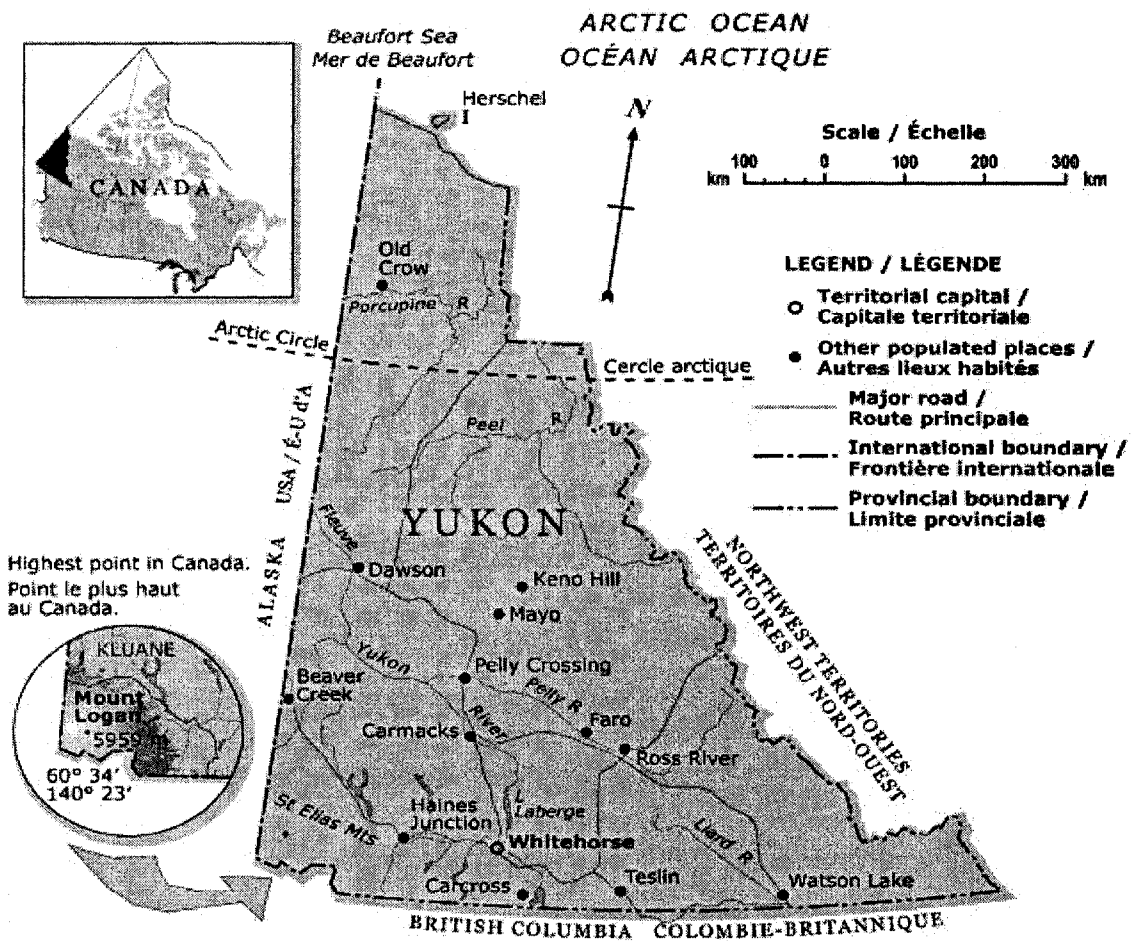 ARCTIC OCEAN
OCÉAN ARCTIQUE
Beaufort Sea
Mer de Beaufort
Herschel
I
N
CANADA
Scale / Échelle
100 0 100 200 300
km km
Old
Crow
Porcupine R
Arctic Circle
Cercle arctique
LEGEND / LÉGENDE
Territorial capital /
Capitale territoriale
Other populated places /
Autres lieux habités
Major road /
Route principale
International boundary /
Frontière internationale
Provincial boundary /
Limite provinciale
Peel R
ALASKA USA / É-U d'A
YUKON
Fleuve
Dawson
Keno Hill
Mayo
NORTHWEST TERRITORIES
TERRITOIRES DU NORD-OUEST
Highest point in Canada.
Point le plus haut
au Canada.
KLUANE
Mount
Logan
5959 m
60° 34'
140° 23'
Yukon
River
Pelly Crossing
Pelly R
Beaver
Creek
Carmacks
Faro
Ross River
St Elias Mts
Haines
Junction
L
Laberge
Whitehorse
Liard R
Carcross
Teslin
Watson Lake
BRITISH COLUMBIA COLOMBIE-BRITANNIQUE